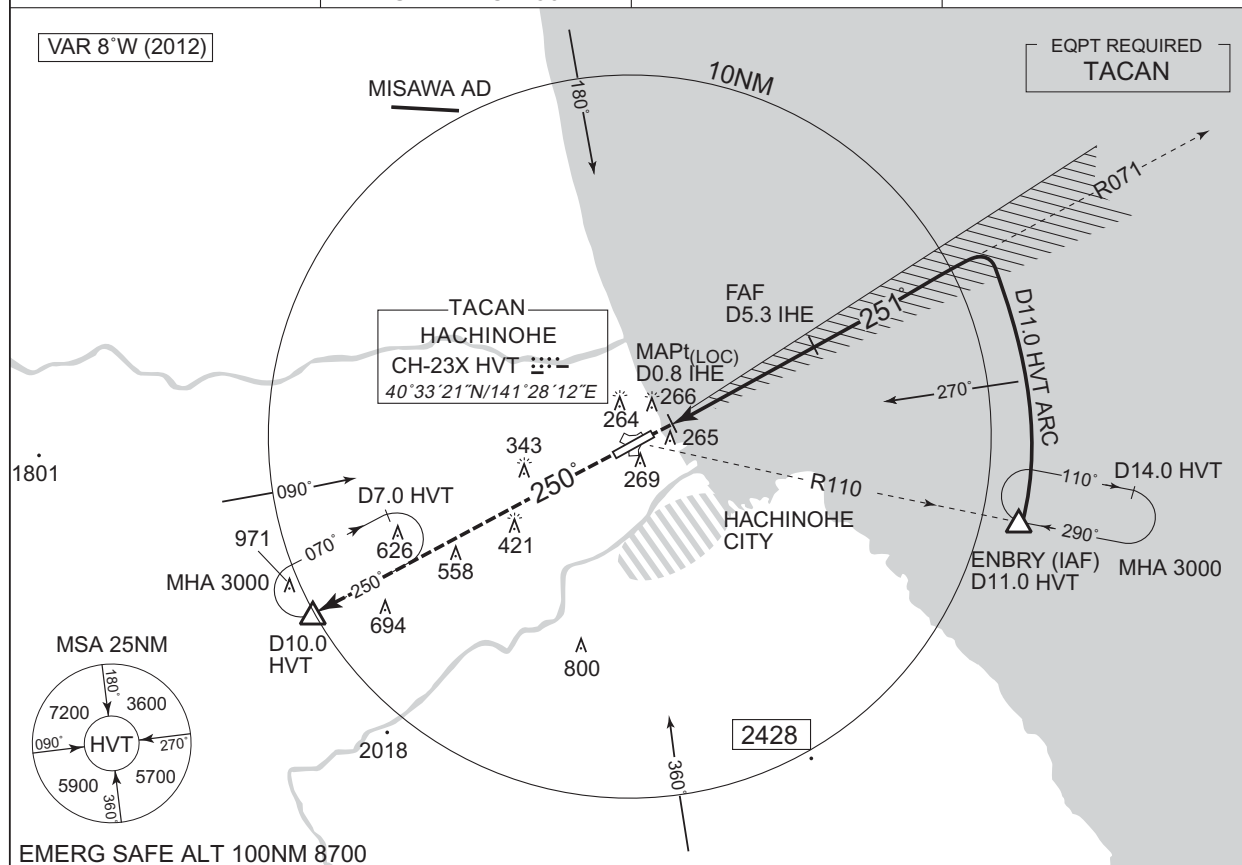 VAR 8°W (2012)
EQPT REQUIRED
TACAN
10NM
MISAWA AD
180°
R071
FAF
D5.3 IHE
251°
D11.0 HVT ARC
TACAN
HACHINOHE
CH-23X HVT
40°33´21˝N/141°28´12˝E
MAPt(LOC)
D0.8 IHE
270°
266
264
265
343
269
1801
250°
090°
D7.0 HVT
R110
110°
D14.0 HVT
HACHINOHE
CITY
290°
971
070°
626
421
558
ENBRY (IAF)
D11.0 HVT
MHA 3000
MHA 3000
250°
694
D10.0
HVT
800
MSA 25NM
180°
7200
3600
090°
HVT
270°
5900
5700
360°
2018
2428
360°
EMERG SAFE ALT 100NM 8700